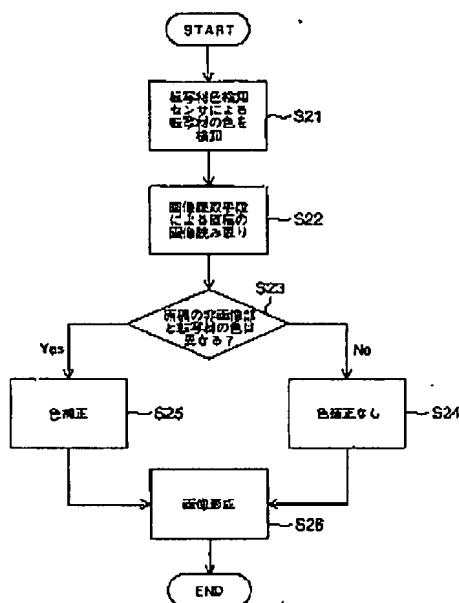 START
転写材色検知
センサによる
転写材の色を
検知
S21
画像読取手段
による原稿の
画像読み取り
S22
S23
原稿の非画像部
と転写材の色は
異なる？
Yes
No
色補正
S25
色補正なし
S24
画像形成
S26
END